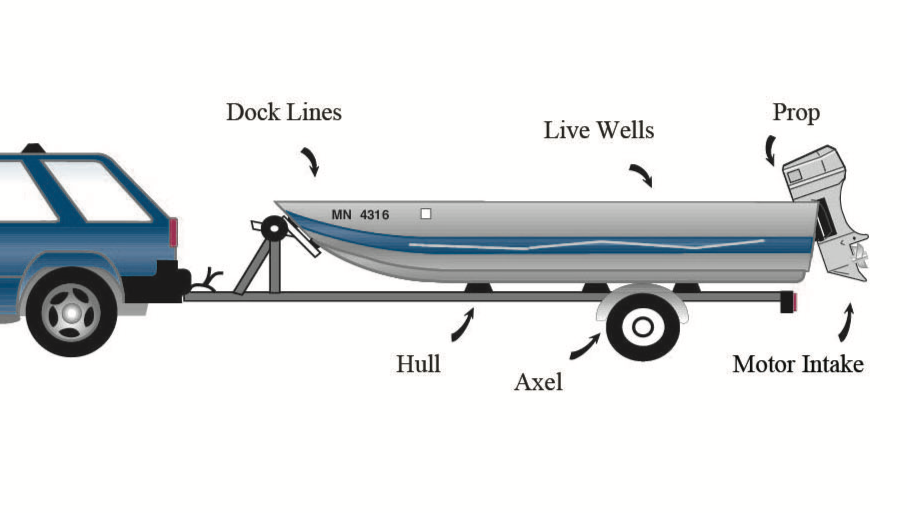 Dock Lines
Live Wells
Prop
MN 4316
Hull
Axel
Motor Intake